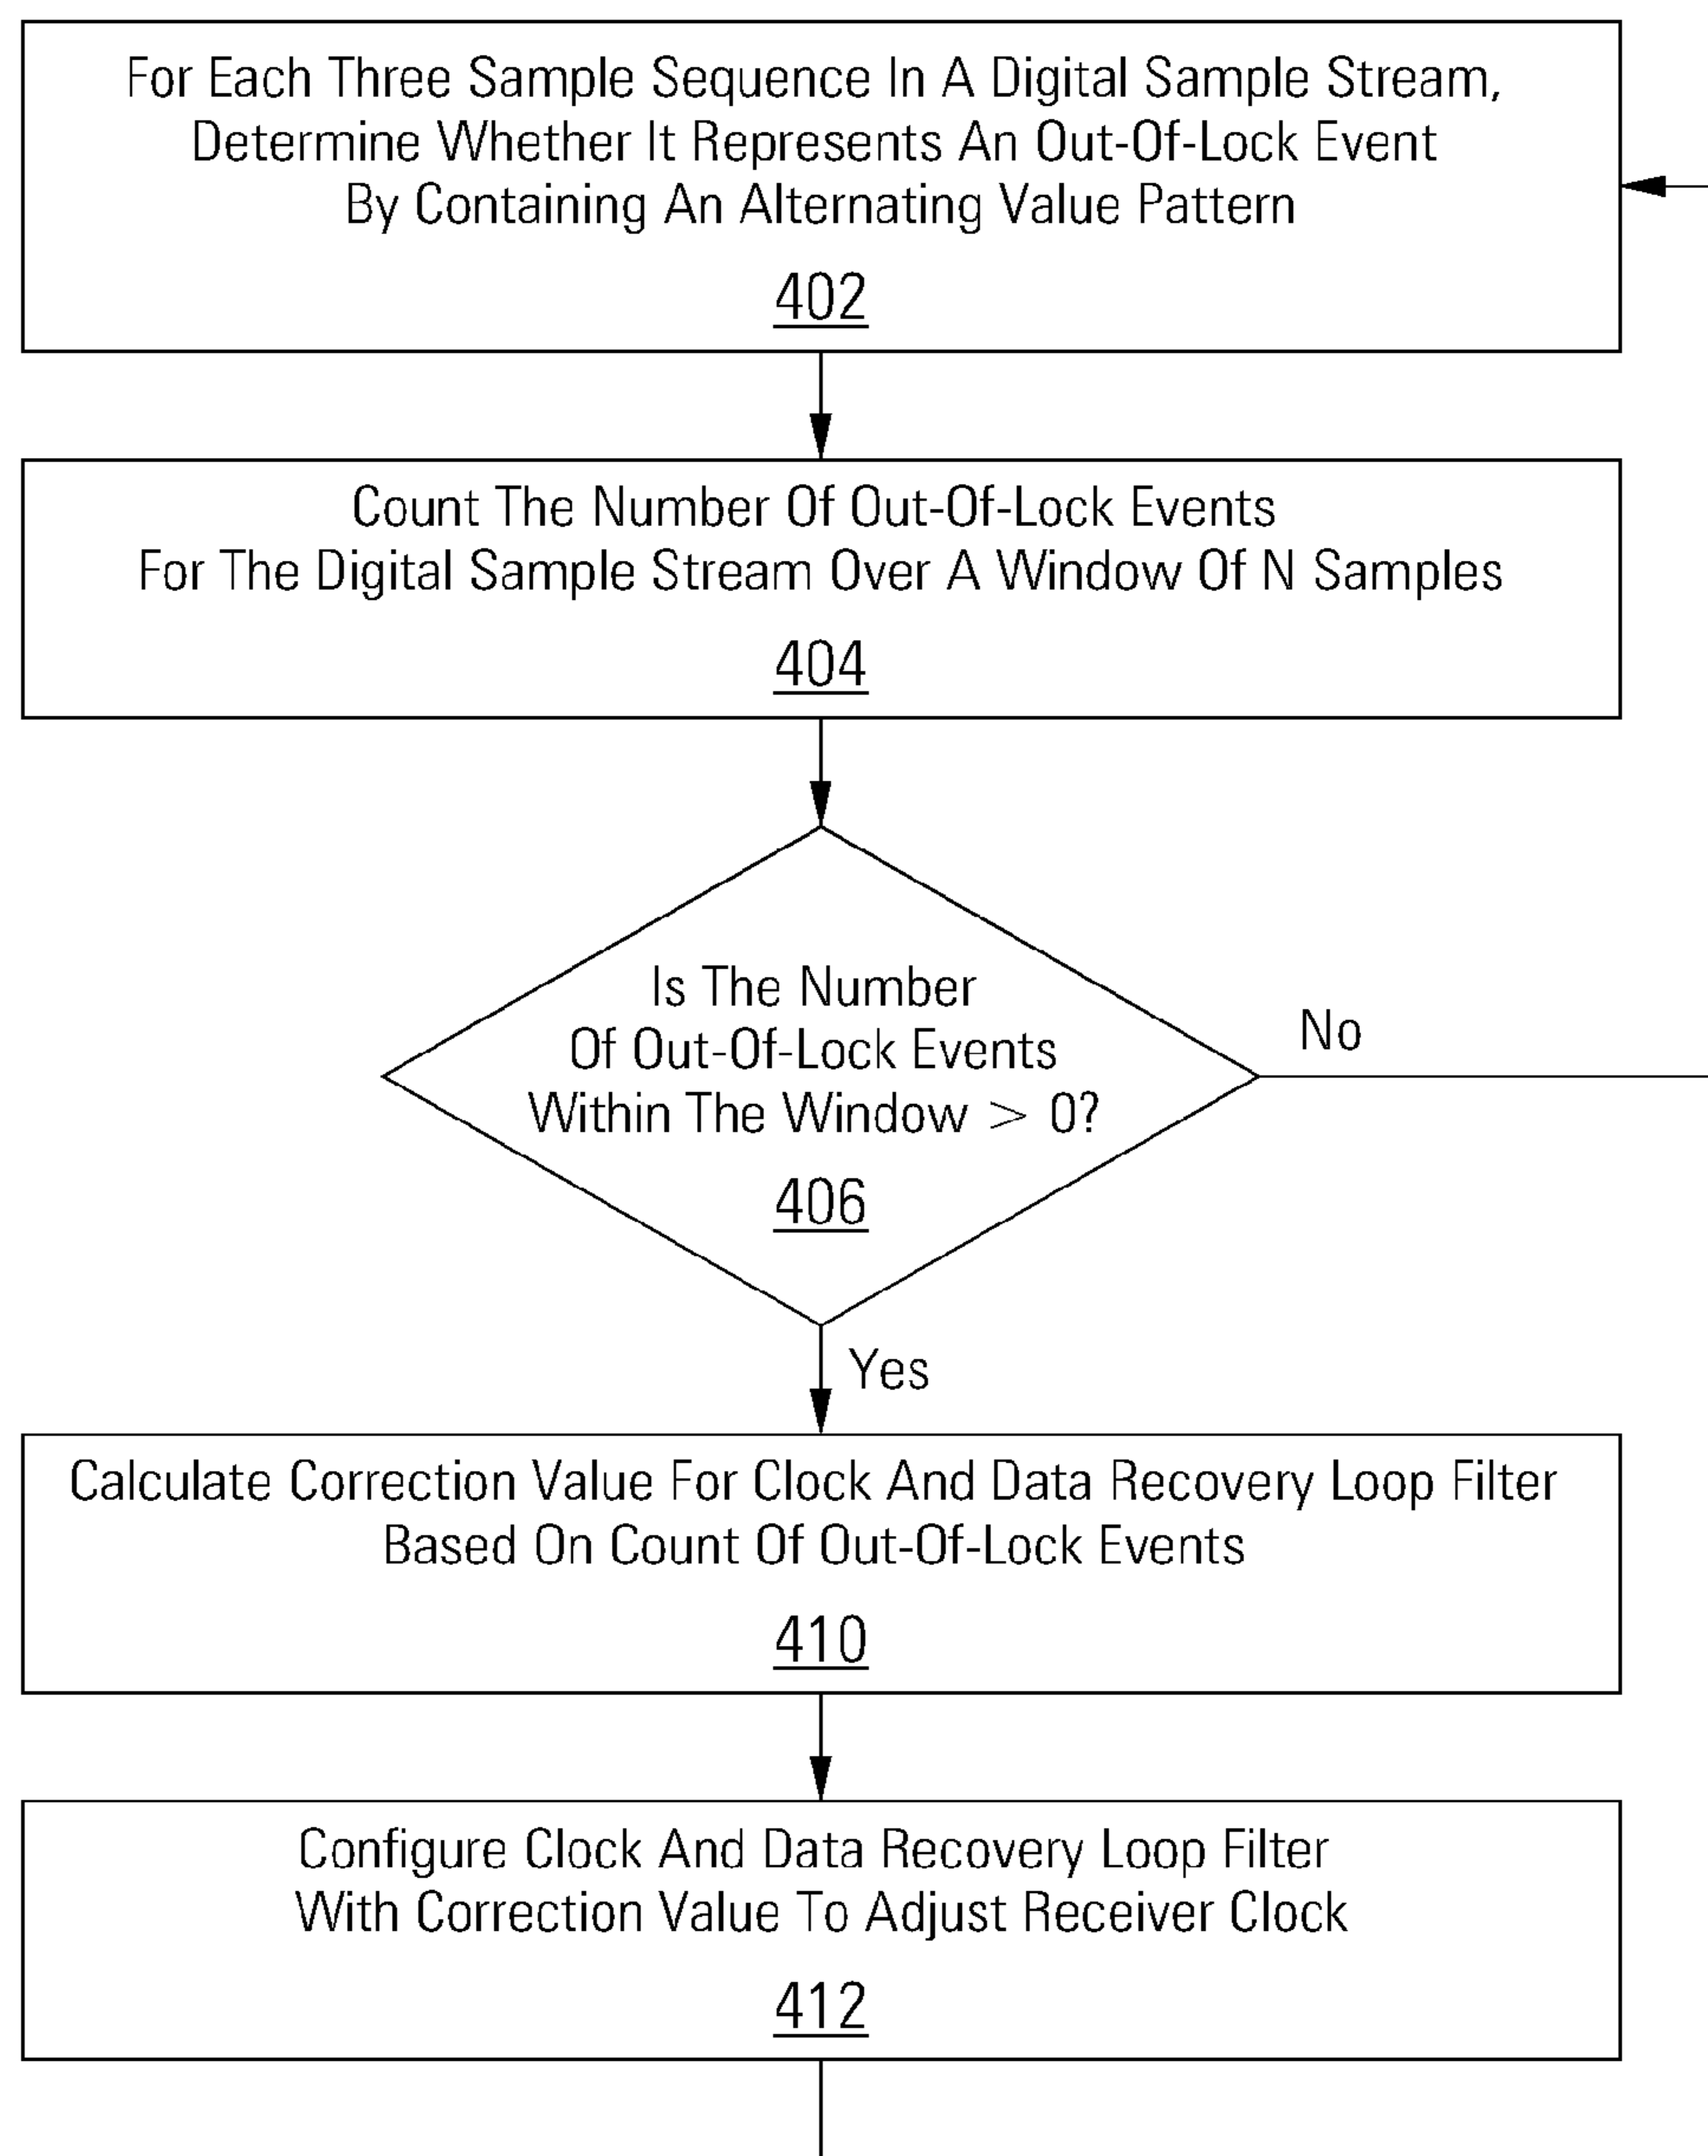 For Each Three Sample Sequence In A Digital Sample Stream,
Determine Whether It Represents An Out-Of-Lock Event
By Containing An Alternating Value Pattern
402
Count The Number Of Out-Of-Lock Events
For The Digital Sample Stream Over A Window Of N Samples
404
Is The Number
Of Out-Of-Lock Events
Within The Window > 0?
406
No
Yes
Calculate Correction Value For Clock And Data Recovery Loop Filter
Based On Count Of Out-Of-Lock Events
410
Configure Clock And Data Recovery Loop Filter
With Correction Value To Adjust Receiver Clock
412